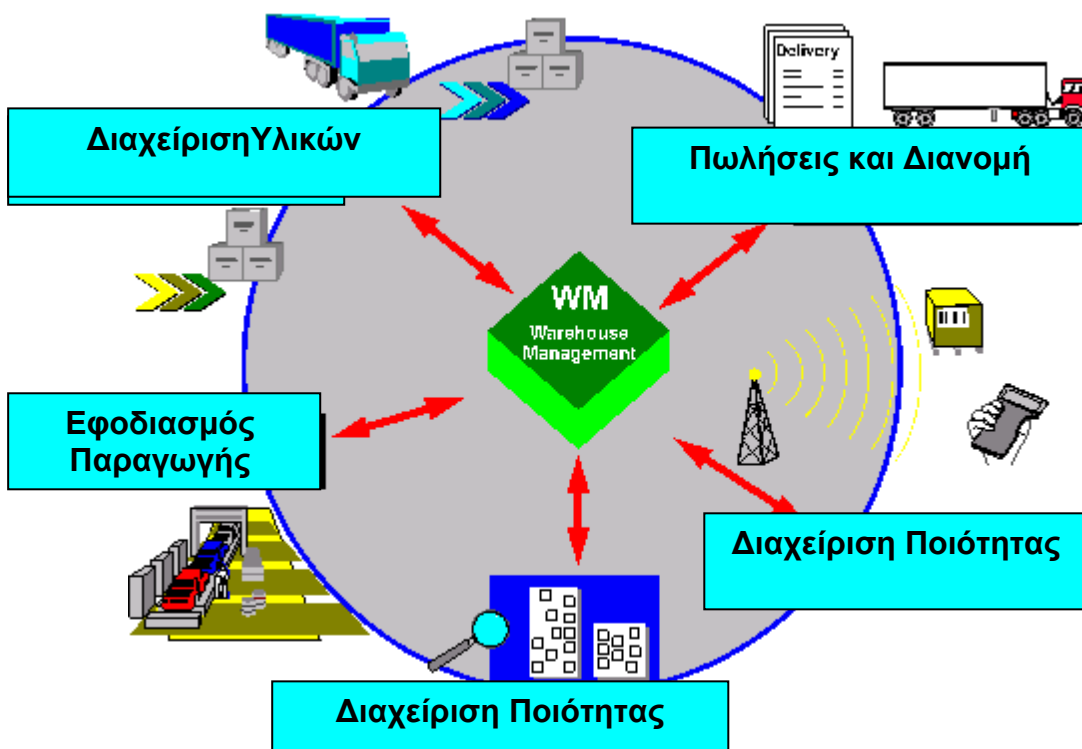 Delivery
ΔιαχείρισηΥλικών
Πωλήσεις και Διανομή
WM
Warehouse
Management
Εφοδιασμός
Παραγωγής
Διαχείριση Ποιότητας
Διαχείριση Ποιότητας